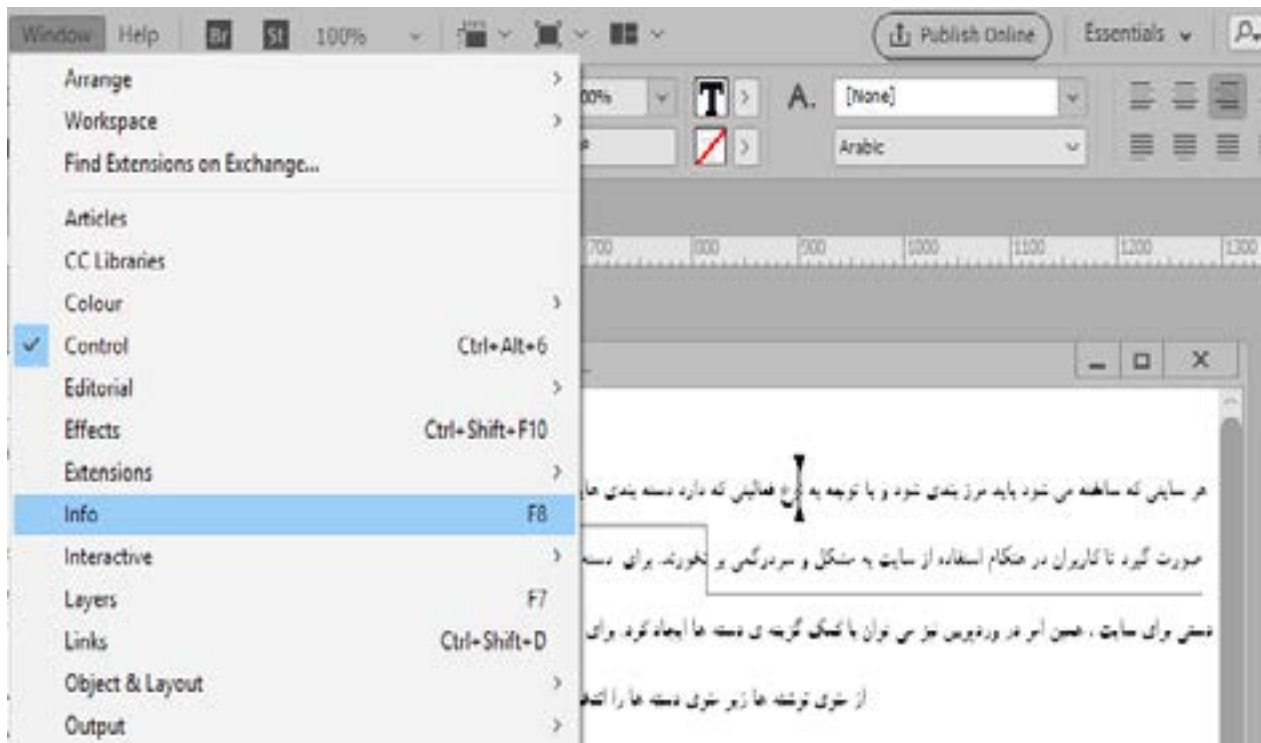 Window Help Br St 100%
Publish Online Essentials
Arrange
Workspace
Find Extensions on Exchange...
Articles
CC Libraries
Colour
Control Ctrl+Alt+6
Editorial
Effects Ctrl+Shift+F10
Extensions
Info F8
Interactive
Layers F7
Links Ctrl+Shift+D
Object & Layout
Output
00% T A. [None]
Arabic
700 800 900 1000 1100 1200 1300
هر سایتی که ساخته می شود باید مرز بندی شود و با توجه به نوع فعالیتی که دارد دسته بندی های
صورت گیرد تا کاربران در هنگام استفاده از سایت به مشکل و سردرگمی بر نخورند. برای دسته
دستی برای سایت ، همین امر در وردپرس نیز می توان با کمک گزینه ی دسته ها ایجاد کرد. برای
از منوی نوشته ها زیر منوی دسته ها را